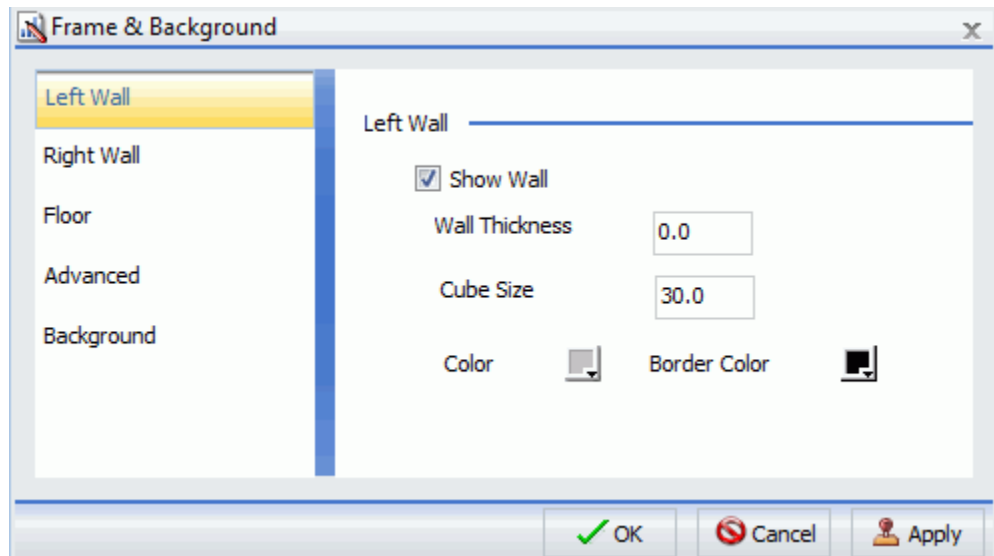 Frame & Background
Left Wall
Right Wall
Floor
Advanced
Background
Left Wall
Show Wall
Wall Thickness 0.0
Cube Size 30.0
Color Border Color
OK Cancel Apply